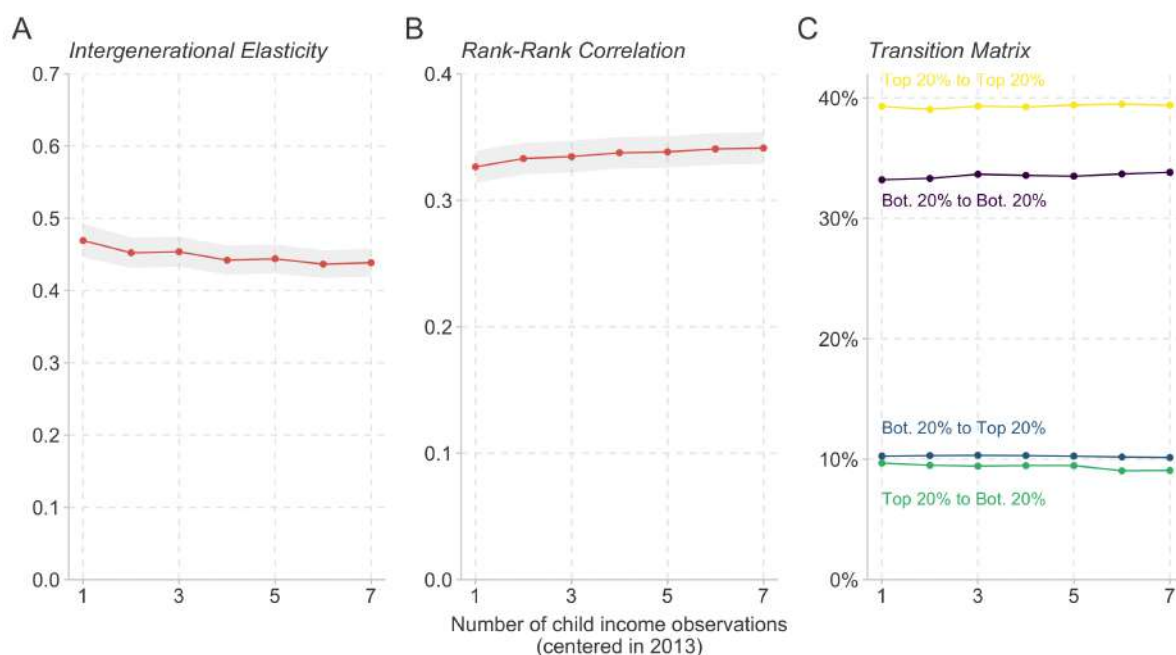 A
Intergenerational Elasticity
0.7
0.6
0.5
0.4
0.3
0.2
0.1
0.0
1 3 5 7
B
Rank-Rank Correlation
0.4
0.3
0.2
0.1
0.0
1 3 5 7
Number of child income observations
(centered in 2013)
C
Transition Matrix
Top 20% to Top 20%
40%
Bot. 20% to Bot. 20%
30%
20%
Bot. 20% to Top 20%
10%
Top 20% to Bot. 20%
0%
1 3 5 7